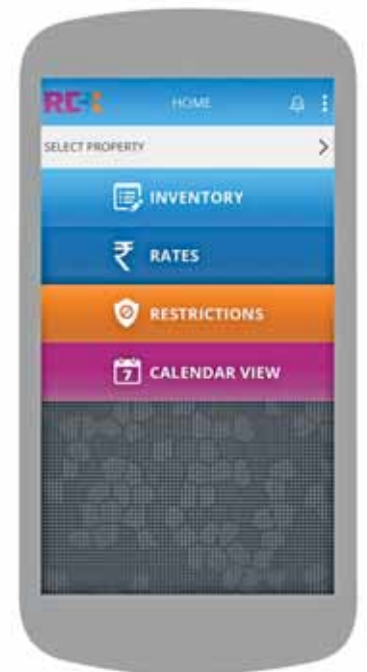 HOME
SELECT PROPERTY
INVENTORY
₹ RATES
RESTRICTIONS
7 CALENDAR VIEW